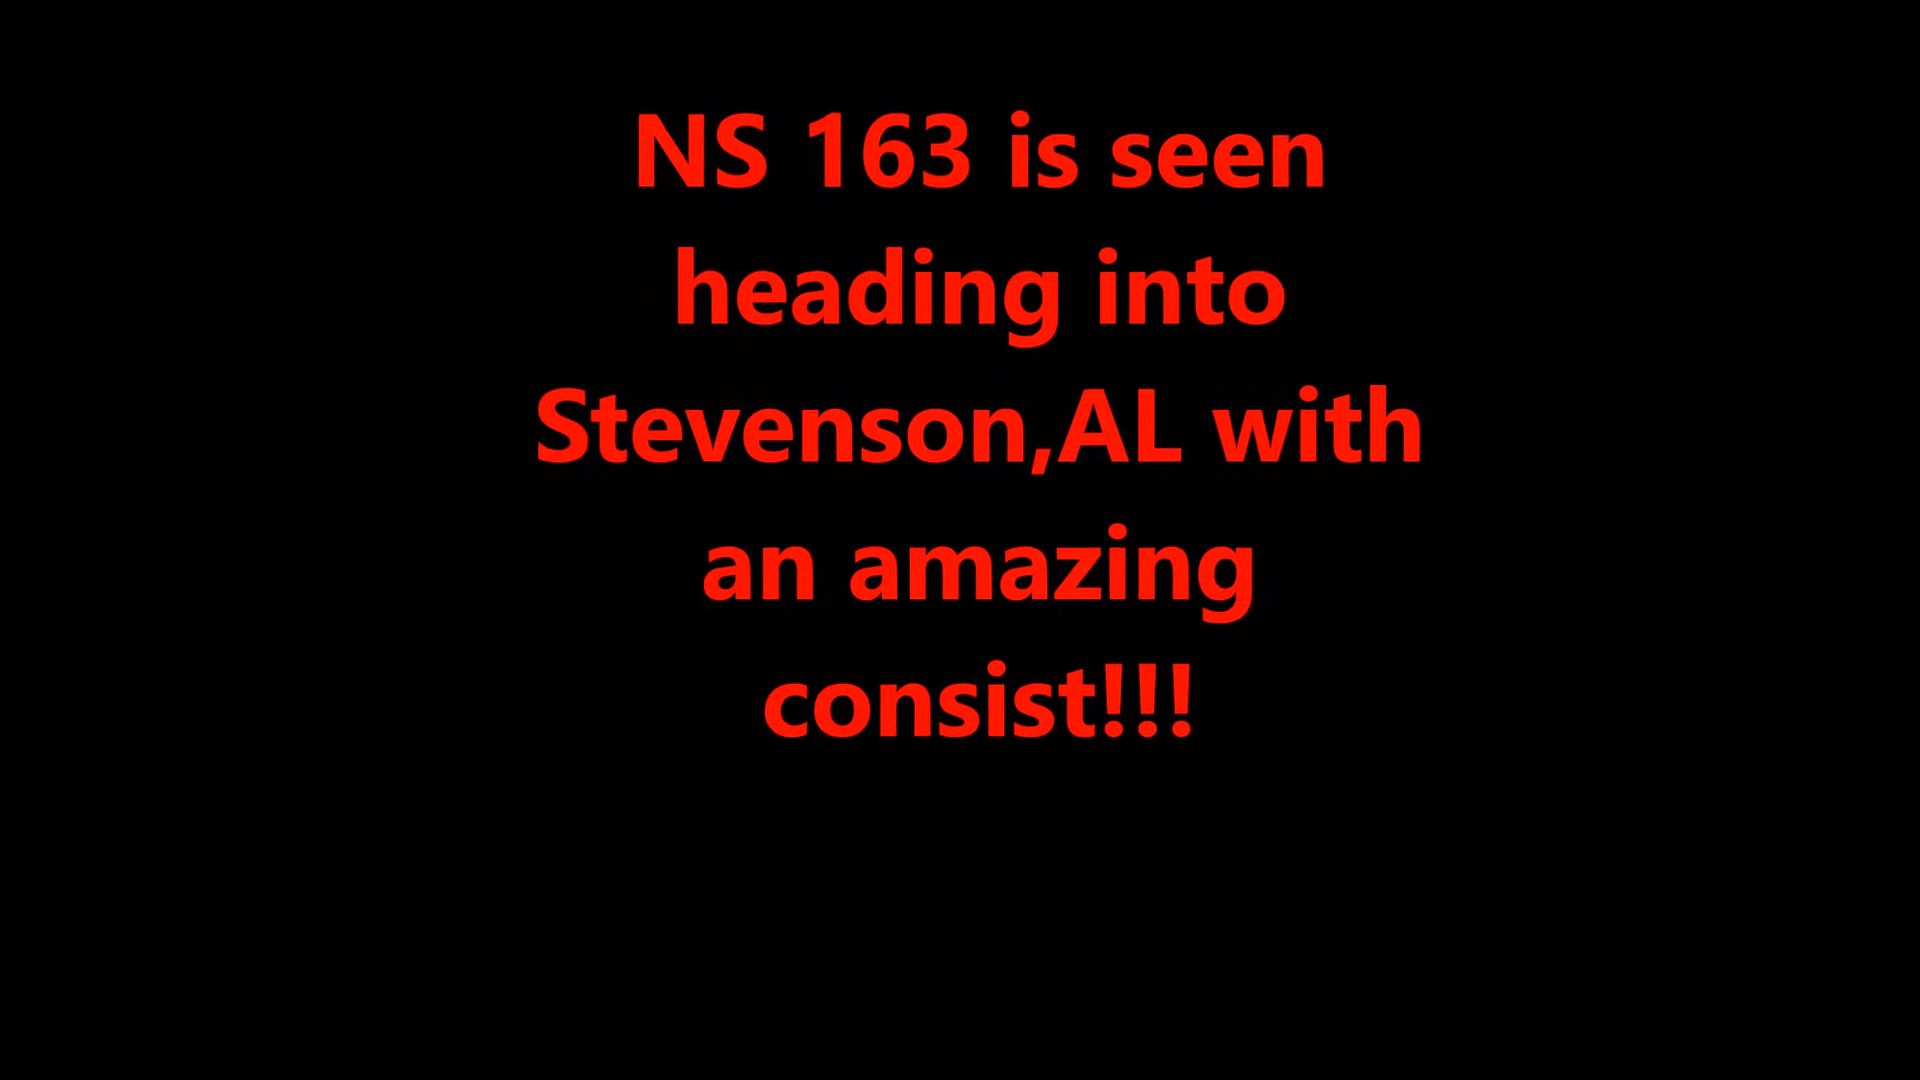 NS 163 is seen
heading into
Stevenson,AL with
an amazing
consist!!!